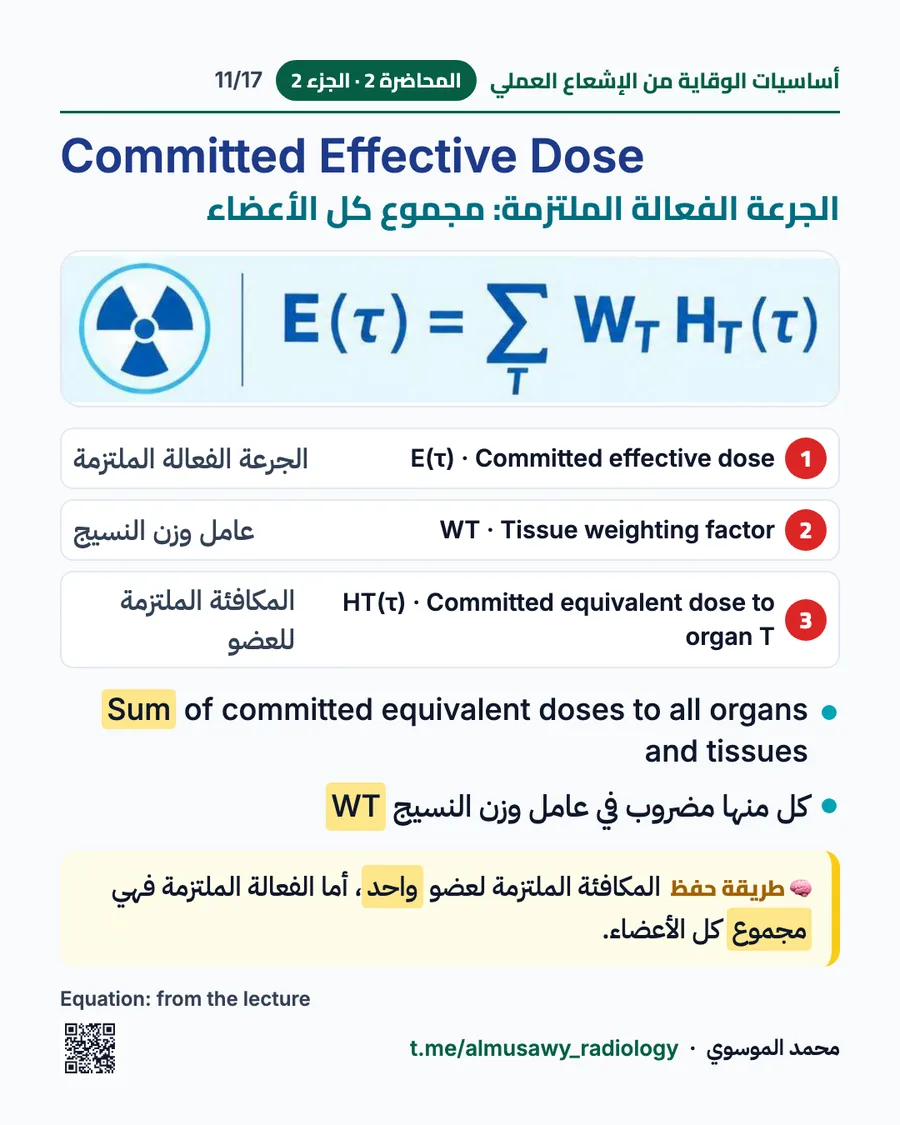 أساسيات الوقاية من الإشعاع العملي المحاضرة 2 · الجزء 2 11/17
Committed Effective Dose
الجرعة الفعالة الملتزمة: مجموع كل الأعضاء
E(τ) = ∑ W_T H_T(τ)
T
1 E(τ) · Committed effective dose الجرعة الفعالة الملتزمة
2 WT · Tissue weighting factor عامل وزن النسيج
3 HT(τ) · Committed equivalent dose to organ T المكافئة الملتزمة للعضو
Sum of committed equivalent doses to all organs
and tissues
كل منها مضروب في عامل وزن النسيج WT
🧠 طريقة حفظ المكافئة الملتزمة لعضو واحد، أما الفعالة الملتزمة فهي
مجموع كل الأعضاء.
Equation: from the lecture
محمد الموسوي · t.me/almusawy_radiology